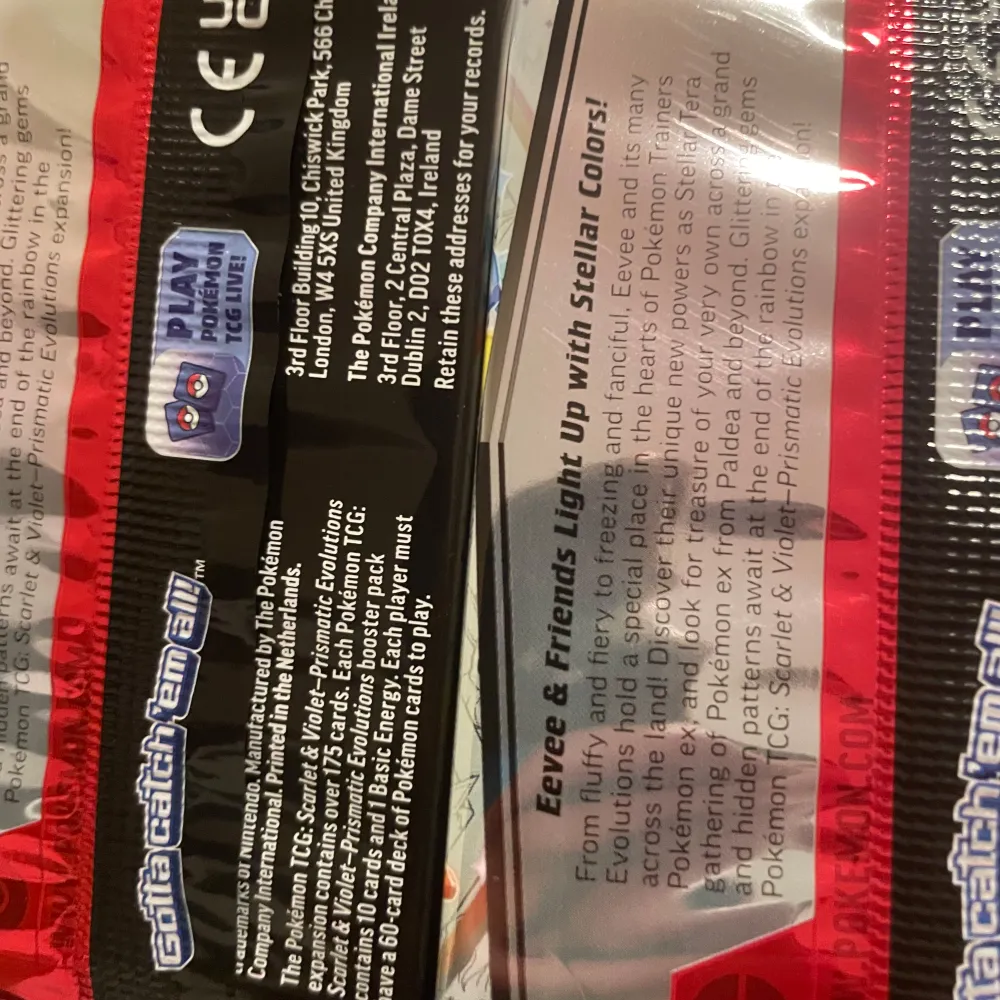 Pokémon TCG: Scarlet & Violet–Prismatic Evolutions expansion!
patterns await at the end of the rainbow in the
and beyond. Glittering gems
Gotta catch 'em all!™
PLAY
POKÉMON
TCG LIVE!
CE
trademarks of Nintendo. Manufactured by The Pokémon
Company International. Printed in the Netherlands.
The Pokémon TCG: Scarlet & Violet–Prismatic Evolutions
expansion contains over 175 cards. Each Pokémon TCG:
Scarlet & Violet–Prismatic Evolutions booster pack
contains 10 cards and 1 Basic Energy. Each player must
have a 60-card deck of Pokémon cards to play.
3rd Floor Building 10, Chiswick Park, 566 Ch
London, W4 5XS United Kingdom
The Pokémon Company International Irela
3rd Floor, 2 Central Plaza, Dame Street
Dublin 2, D02 T0X4, Ireland
Retain these addresses for your records.
Eevee & Friends Light Up with Stellar Colors!
From fluffy and fiery to freezing and fanciful, Eevee and its many
Evolutions hold a special place in the hearts of Pokémon Trainers
across the land! Discover their unique new powers as Stellar Tera
Pokémon ex, and look for treasure of your very own across a grand
gathering of Pokémon ex from Paldea and beyond. Glittering gems
and hidden patterns await at the end of the rainbow in
Pokémon TCG: Scarlet & Violet–Prismatic Evolutions
POKEMON.COM